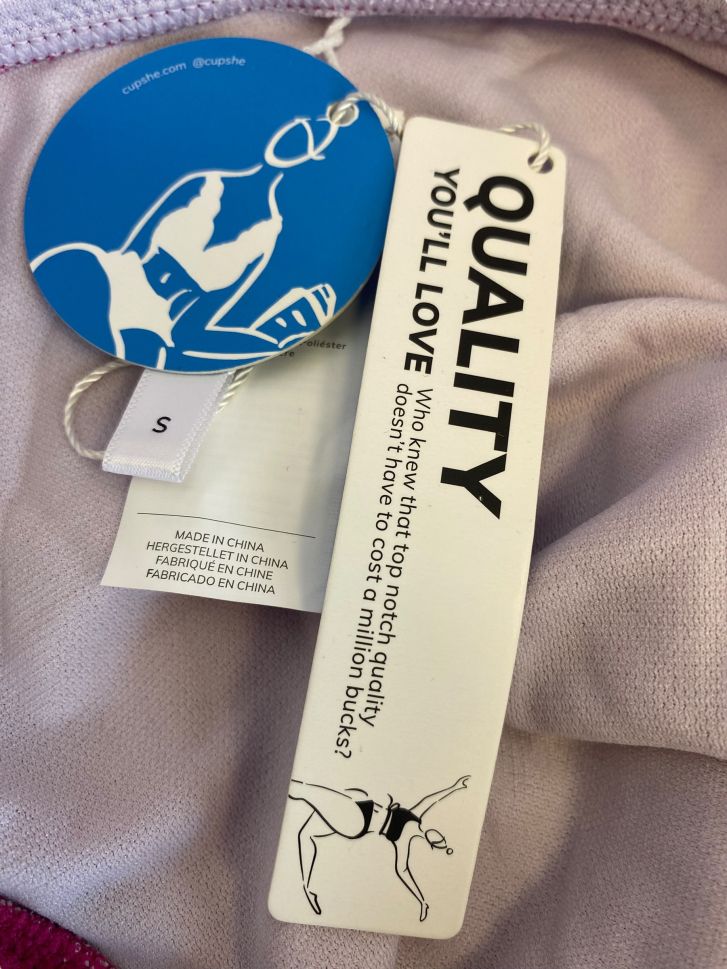 cupshe.com @cupshe
QUALITY
YOU'LL LOVE
Who knew that top notch quality
doesn't have to cost a million bucks?
S
MADE IN CHINA
HERGESTELLET IN CHINA
FABRIQUÉ EN CHINE
FABRICADO EN CHINA